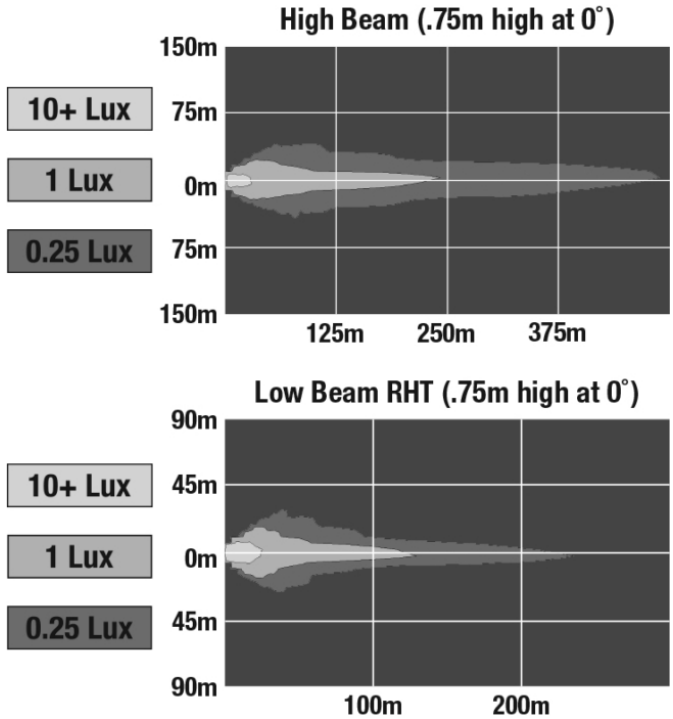 High Beam (.75m high at 0°)
150m
10+ Lux
75m
1 Lux
0m
0.25 Lux
75m
150m
125m 250m 375m
Low Beam RHT (.75m high at 0°)
90m
10+ Lux
45m
1 Lux
0m
0.25 Lux
45m
90m
100m 200m